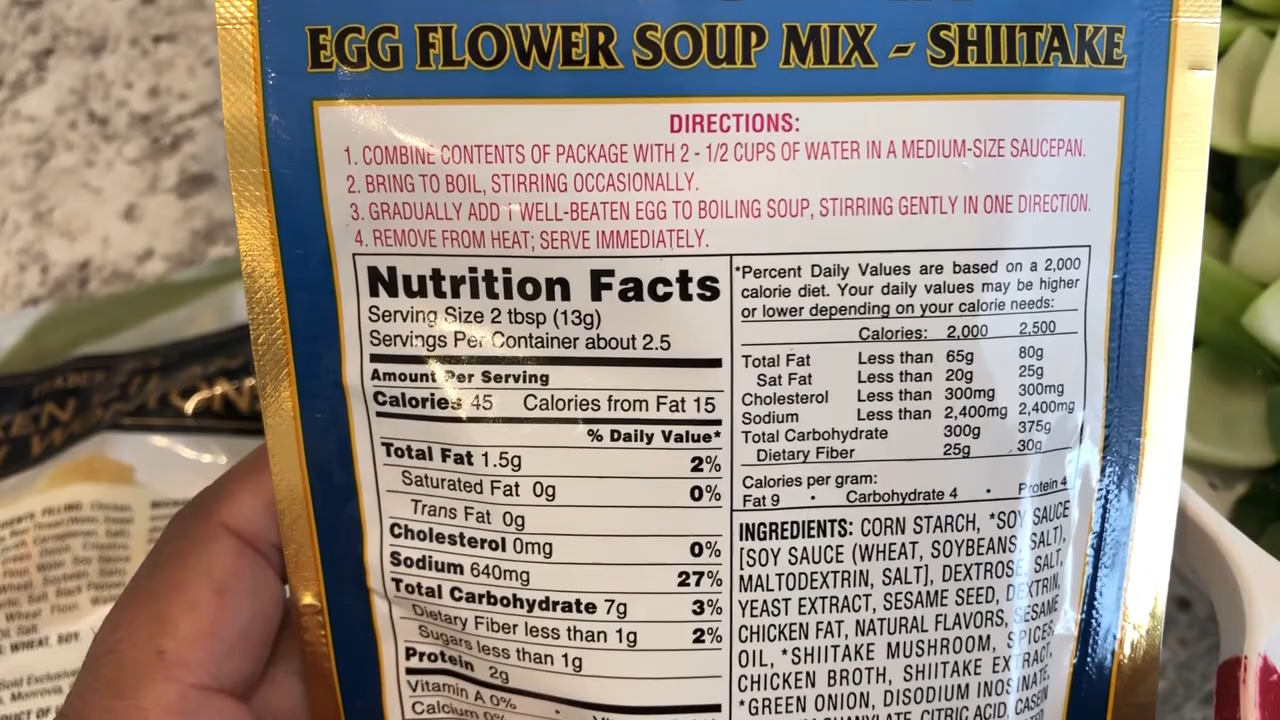 EGG FLOWER SOUP MIX - SHIITAKE
DIRECTIONS:
1. COMBINE CONTENTS OF PACKAGE WITH 2 - 1/2 CUPS OF WATER IN A MEDIUM-SIZE SAUCEPAN.
2. BRING TO BOIL, STIRRING OCCASIONALLY.
3. GRADUALLY ADD 1 WELL-BEATEN EGG TO BOILING SOUP, STIRRING GENTLY IN ONE DIRECTION.
4. REMOVE FROM HEAT; SERVE IMMEDIATELY.
Nutrition Facts
Serving Size 2 tbsp (13g)
Servings Per Container about 2.5
Amount Per Serving
Calories 45 Calories from Fat 15
% Daily Value*
Total Fat 1.5g 2%
Saturated Fat 0g 0%
Trans Fat 0g
Cholesterol 0mg 0%
Sodium 640mg 27%
Total Carbohydrate 7g 3%
Dietary Fiber less than 1g 2%
Sugars less than 1g
Protein 2g
Vitamin A 0% •
Calcium 0%
*Percent Daily Values are based on a 2,000
calorie diet. Your daily values may be higher
or lower depending on your calorie needs:
Calories: 2,000 2,500
Total Fat Less than 65g 80g
Sat Fat Less than 20g 25g
Cholesterol Less than 300mg 300mg
Sodium Less than 2,400mg 2,400mg
Total Carbohydrate 300g 375g
Dietary Fiber 25g 30g
Calories per gram:
Fat 9 • Carbohydrate 4 • Protein 4
INGREDIENTS: CORN STARCH, *SOY SAUCE
[SOY SAUCE (WHEAT, SOYBEANS, SALT),
MALTODEXTRIN, SALT], DEXTROSE, SALT,
YEAST EXTRACT, SESAME SEED, DEXTRIN,
CHICKEN FAT, NATURAL FLAVORS, SESAME
OIL, *SHIITAKE MUSHROOM, SPICES,
CHICKEN BROTH, SHIITAKE EXTRACT,
*GREEN ONION, DISODIUM INOSINATE,
CITRIC ACID, CASEIN